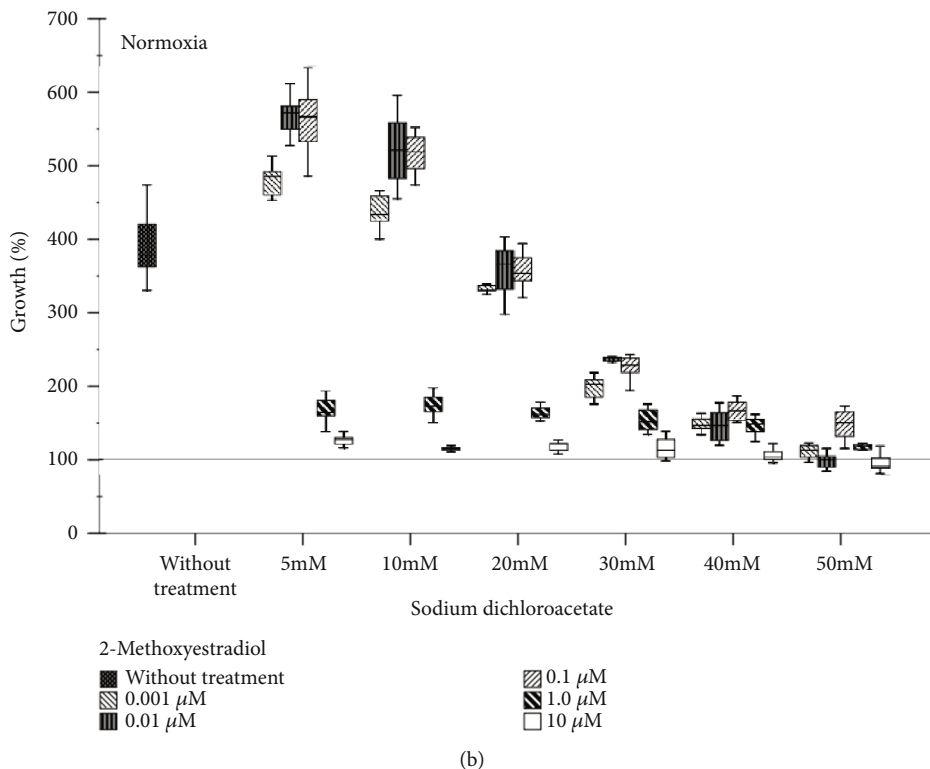 700
Normoxia
600
500
400
300
200
100
0
Growth (%)
Without treatment
5mM
10mM
20mM
30mM
40mM
50mM
Sodium dichloroacetate
2-Methoxyestradiol
Without treatment
0.001 μM
0.01 μM
0.1 μM
1.0 μM
10 μM
(b)